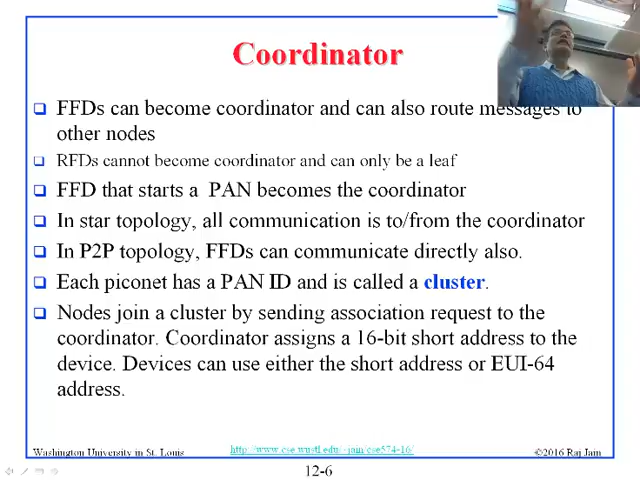 Coordinator
FFDs can become coordinator and can also route messages to
other nodes
RFDs cannot become coordinator and can only be a leaf
FFD that starts a PAN becomes the coordinator
In star topology, all communication is to/from the coordinator
In P2P topology, FFDs can communicate directly also.
Each piconet has a PAN ID and is called a cluster.
Nodes join a cluster by sending association request to the
coordinator. Coordinator assigns a 16-bit short address to the
device. Devices can use either the short address or EUI-64
address.
Washington University in St. Louis
http://www.cse.wustl.edu/~jain/cse574-16/
©2016 Raj Jain
12-6